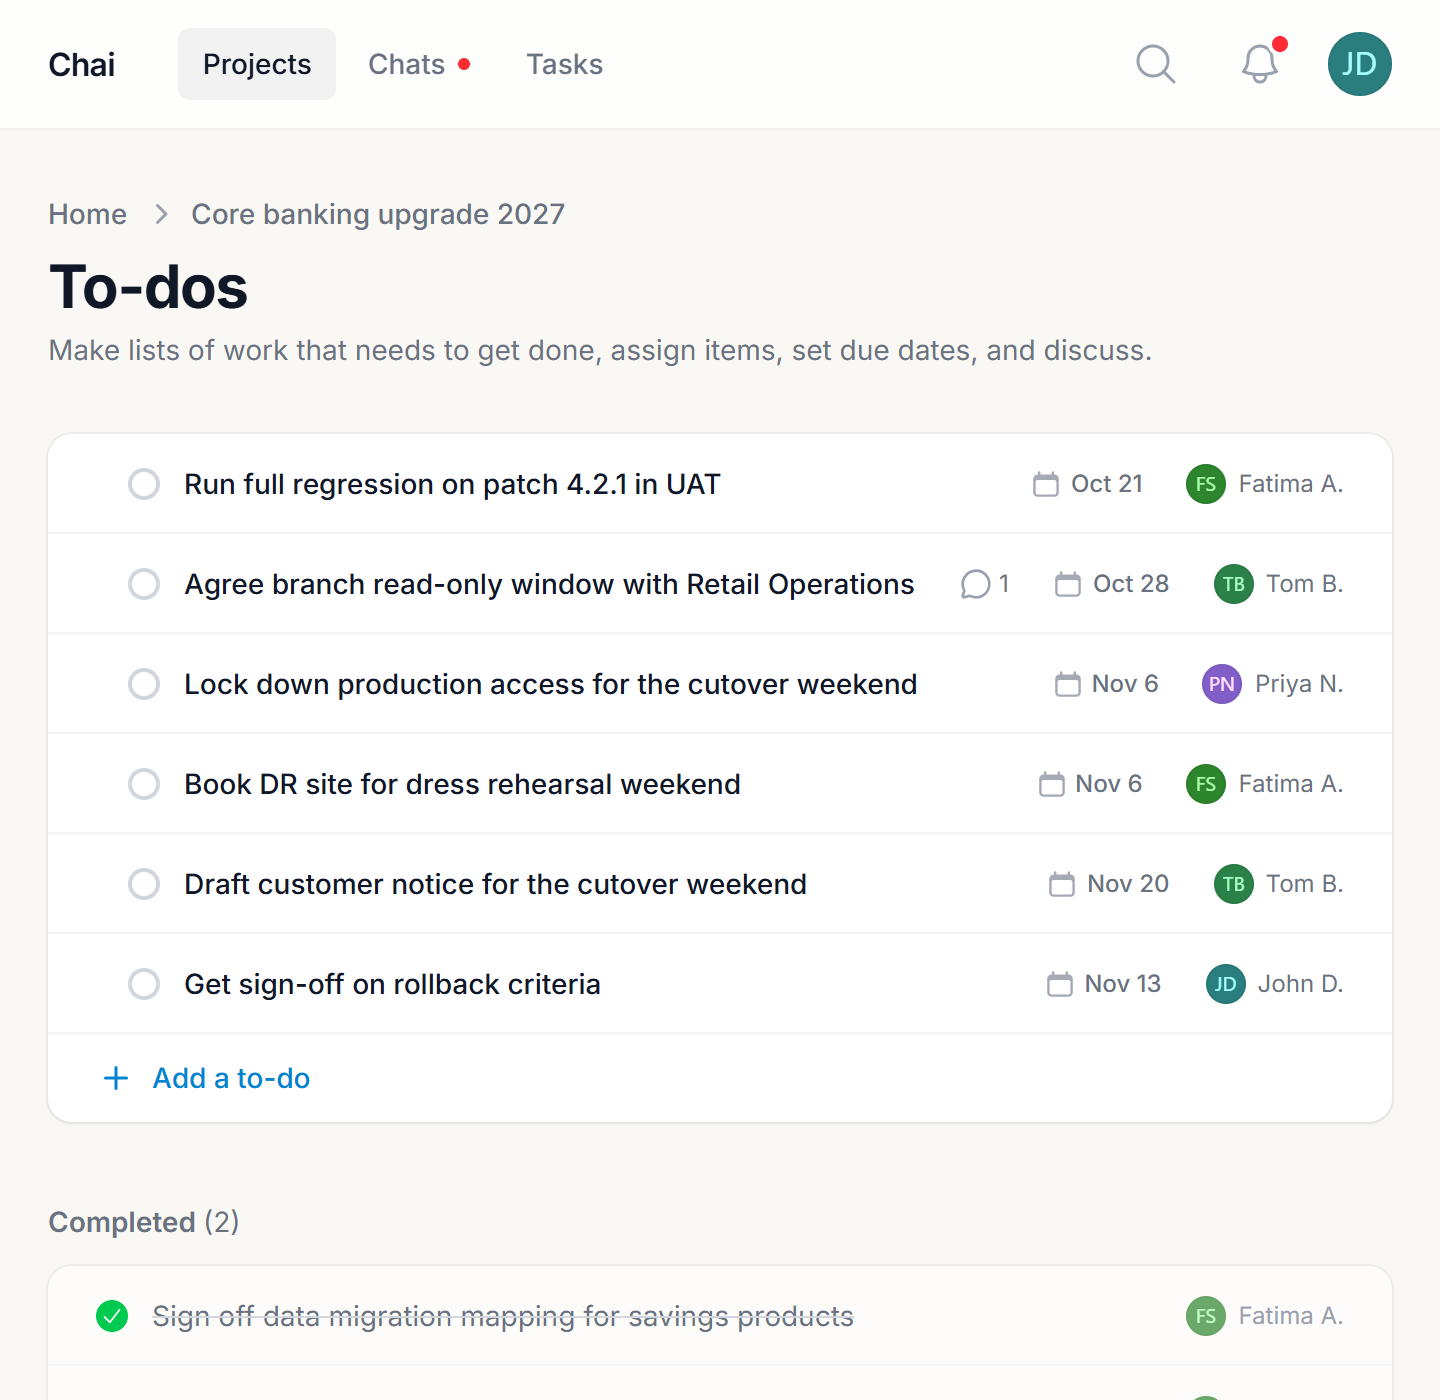 Chai Projects Chats Tasks JD
Home Core banking upgrade 2027
To-dos
Make lists of work that needs to get done, assign items, set due dates, and discuss.
Run full regression on patch 4.2.1 in UAT Oct 21 FS Fatima A.
Agree branch read-only window with Retail Operations 1 Oct 28 TB Tom B.
Lock down production access for the cutover weekend Nov 6 PN Priya N.
Book DR site for dress rehearsal weekend Nov 6 FS Fatima A.
Draft customer notice for the cutover weekend Nov 20 TB Tom B.
Get sign-off on rollback criteria Nov 13 JD John D.
Add a to-do
Completed (2)
Sign off data migration mapping for savings products FS Fatima A.